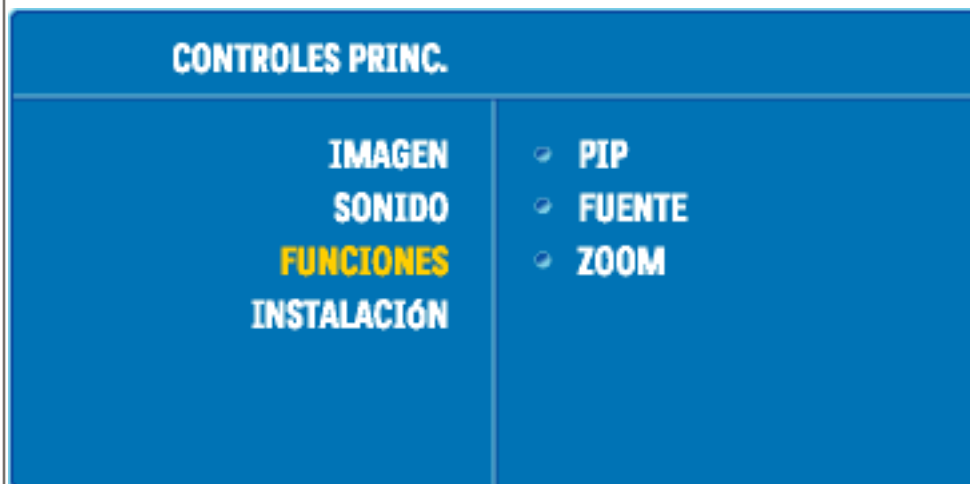 CONTROLES PRINC.
IMAGEN
SONIDO
FUNCIONES
INSTALACIóN
PIP
FUENTE
ZOOM